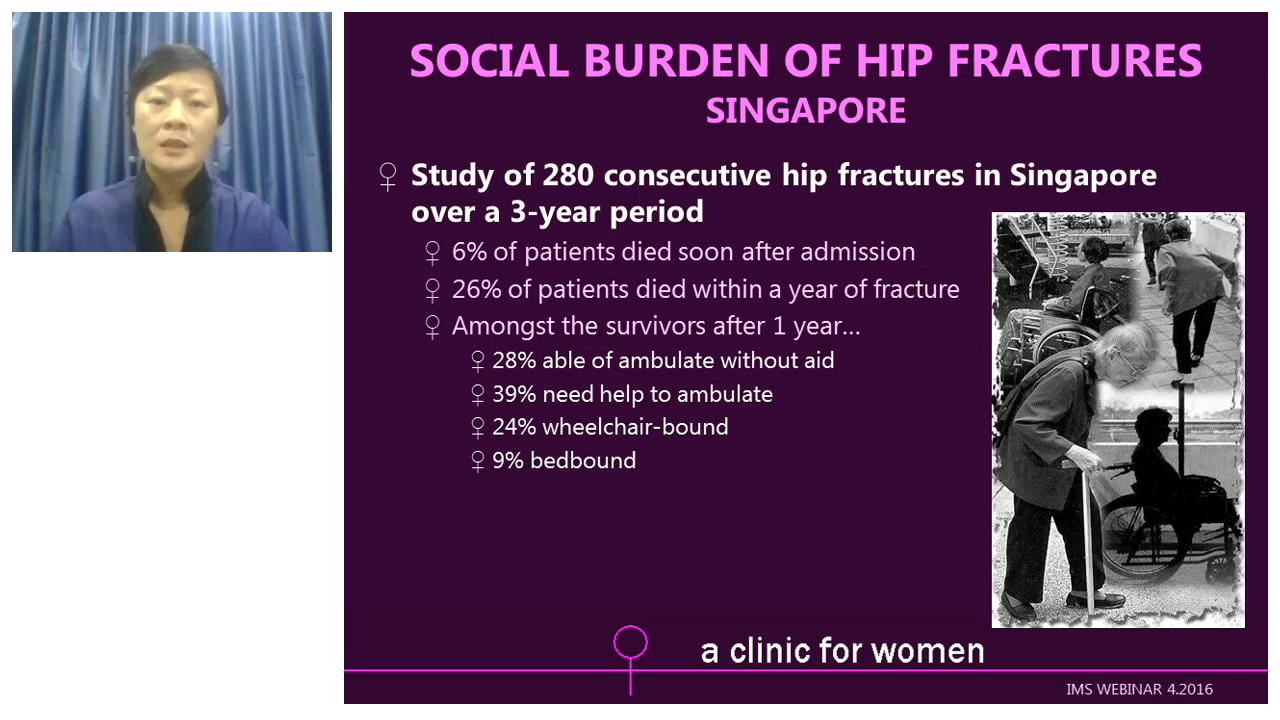 SOCIAL BURDEN OF HIP FRACTURES
SINGAPORE
♀ Study of 280 consecutive hip fractures in Singapore
over a 3-year period
♀ 6% of patients died soon after admission
♀ 26% of patients died within a year of fracture
♀ Amongst the survivors after 1 year…
♀ 28% able of ambulate without aid
♀ 39% need help to ambulate
♀ 24% wheelchair-bound
♀ 9% bedbound
a clinic for women
IMS WEBINAR 4.2016